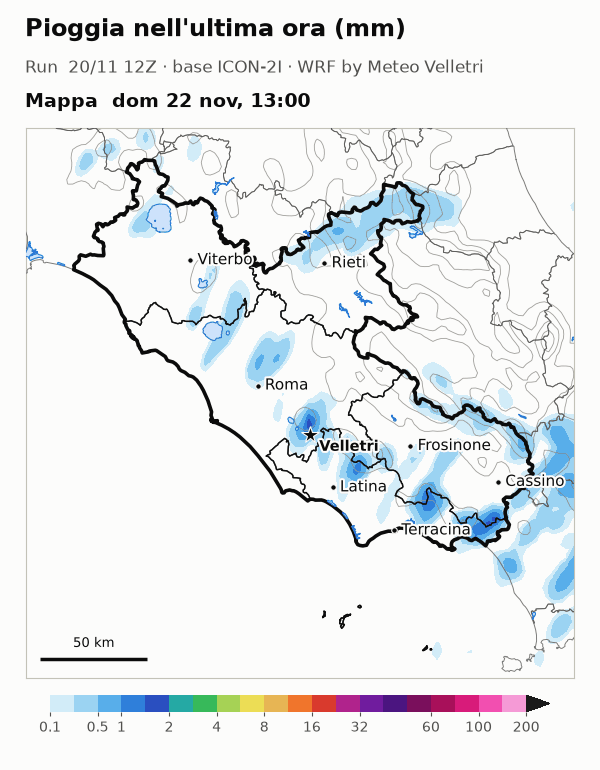 Pioggia nell'ultima ora (mm)
Run 20/11 12Z · base ICON-2I · WRF by Meteo Velletri
Mappa dom 22 nov, 13:00
Viterbo
Rieti
Roma
Velletri
Frosinone
Latina
Cassino
Terracina
50 km
0.1 0.5 1 2 4 8 16 32 60 100 200